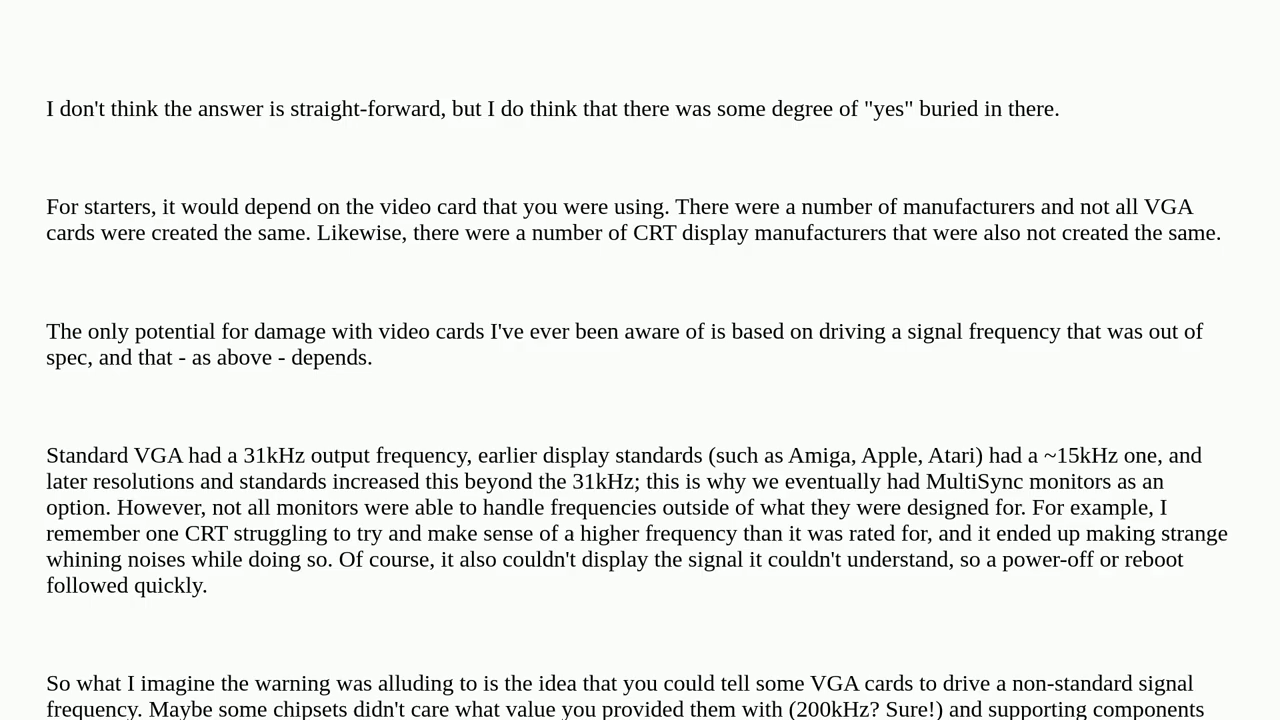 I don't think the answer is straight-forward, but I do think that there was some degree of "yes" buried in there.
For starters, it would depend on the video card that you were using. There were a number of manufacturers and not all VGA
cards were created the same. Likewise, there were a number of CRT display manufacturers that were also not created the same.
The only potential for damage with video cards I've ever been aware of is based on driving a signal frequency that was out of
spec, and that - as above - depends.
Standard VGA had a 31kHz output frequency, earlier display standards (such as Amiga, Apple, Atari) had a ~15kHz one, and
later resolutions and standards increased this beyond the 31kHz; this is why we eventually had MultiSync monitors as an
option. However, not all monitors were able to handle frequencies outside of what they were designed for. For example, I
remember one CRT struggling to try and make sense of a higher frequency than it was rated for, and it ended up making strange
whining noises while doing so. Of course, it also couldn't display the signal it couldn't understand, so a power-off or reboot
followed quickly.
So what I imagine the warning was alluding to is the idea that you could tell some VGA cards to drive a non-standard signal
frequency. Maybe some chipsets didn't care what value you provided them with (200kHz? Sure!) and supporting components